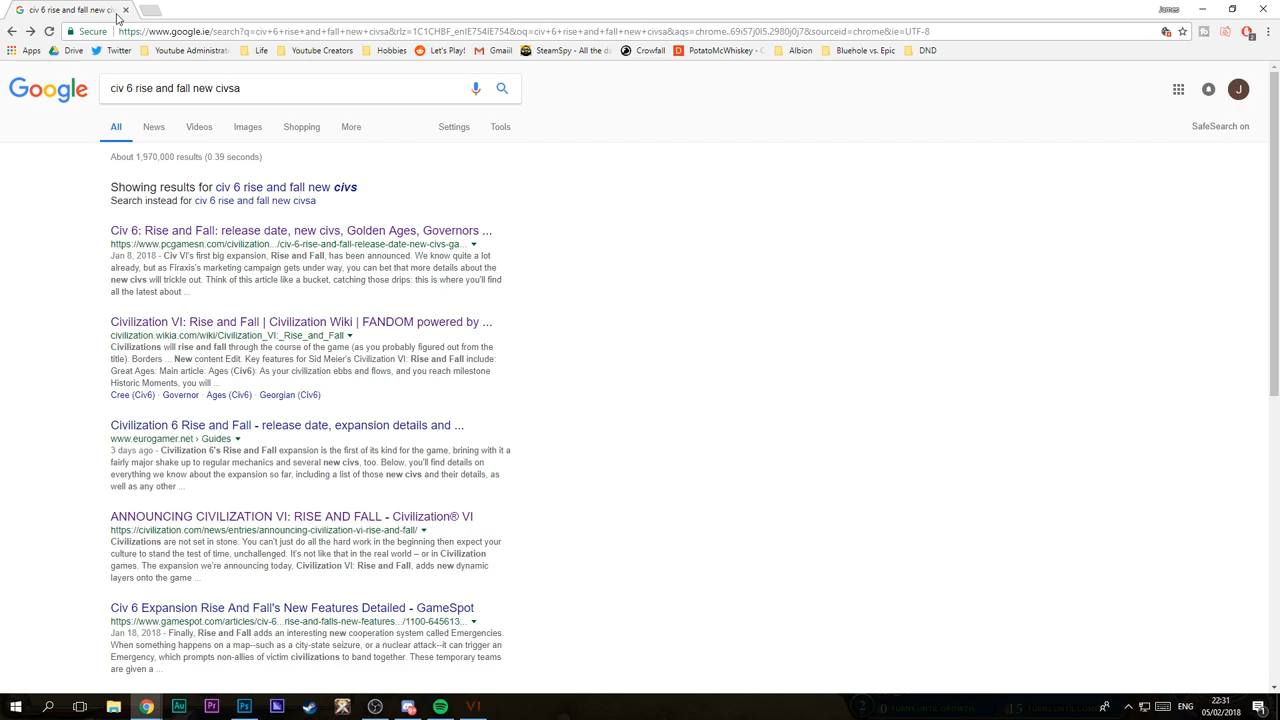 civ 6 rise and fall new civ
James
Secure
https://www.google.ie/search?q=civ+6+rise+and+fall+new+civsa&rlz=1C1CHBF_enIE754IE754&oq=civ+6+rise+and+fall+new+civsa&aqs=chrome..69i57j0l5.2980j0j7&sourceid=chrome&ie=UTF-8
Apps Drive Twitter Youtube Administrat Life Youtube Creators Hobbies Let's Play! Gmaiil SteamSpy - All the d Crowfall PotatoMcWhiskey - C Albion Bluehole vs. Epic DND
Google
civ 6 rise and fall new civsa
J
All News Videos Images Shopping More Settings Tools
SafeSearch on
About 1,970,000 results (0.39 seconds)
Showing results for civ 6 rise and fall new civs
Search instead for civ 6 rise and fall new civsa
Civ 6: Rise and Fall: release date, new civs, Golden Ages, Governors ...
https://www.pcgamesn.com/civilization.../civ-6-rise-and-fall-release-date-new-civs-ga...
Jan 8, 2018 - Civ VI's first big expansion, Rise and Fall, has been announced. We know quite a lot
already, but as Firaxis's marketing campaign gets under way, you can bet that more details about the
new civs will trickle out. Think of this article like a bucket, catching those drips: this is where you'll find
all the latest about ...
Civilization VI: Rise and Fall | Civilization Wiki | FANDOM powered by ...
civilization.wikia.com/wiki/Civilization_VI:_Rise_and_Fall
Civilizations will rise and fall through the course of the game (as you probably figured out from the
title). Borders ... New content Edit. Key features for Sid Meier's Civilization VI: Rise and Fall include:
Great Ages: Main article: Ages (Civ6): As your civilization ebbs and flows, and you reach milestone
Historic Moments, you will ...
Cree (Civ6) · Governor · Ages (Civ6) · Georgian (Civ6)
Civilization 6 Rise and Fall - release date, expansion details and ...
www.eurogamer.net › Guides
3 days ago - Civilization 6's Rise and Fall expansion is the first of its kind for the game, brining with it a
fairly major shake up to regular mechanics and several new civs, too. Below, you'll find details on
everything we know about the expansion so far, including a list of those new civs and their details, as
well as any other ...
ANNOUNCING CIVILIZATION VI: RISE AND FALL - Civilization® VI
https://civilization.com/news/entries/announcing-civilization-vi-rise-and-fall/
Civilizations are not set in stone. You can't just do all the hard work in the beginning then expect your
culture to stand the test of time, unchallenged. It's not like that in the real world – or in Civilization
games. The expansion we're announcing today, Civilization VI: Rise and Fall, adds new dynamic
layers onto the game ...
Civ 6 Expansion Rise And Fall's New Features Detailed - GameSpot
https://www.gamespot.com/articles/civ-6...rise-and-falls-new-features.../1100-645613...
Jan 18, 2018 - Finally, Rise and Fall adds an interesting new cooperation system called Emergencies.
When something happens on a map--such as a city-state seizure, or a nuclear attack--it can trigger an
Emergency, which prompts non-allies of victim civilizations to band together. These temporary teams
are given a ...
Au Pr Ps V1
2 0 TURNS UNTIL GROWTH 15
ENG
22:31
05/02/2018